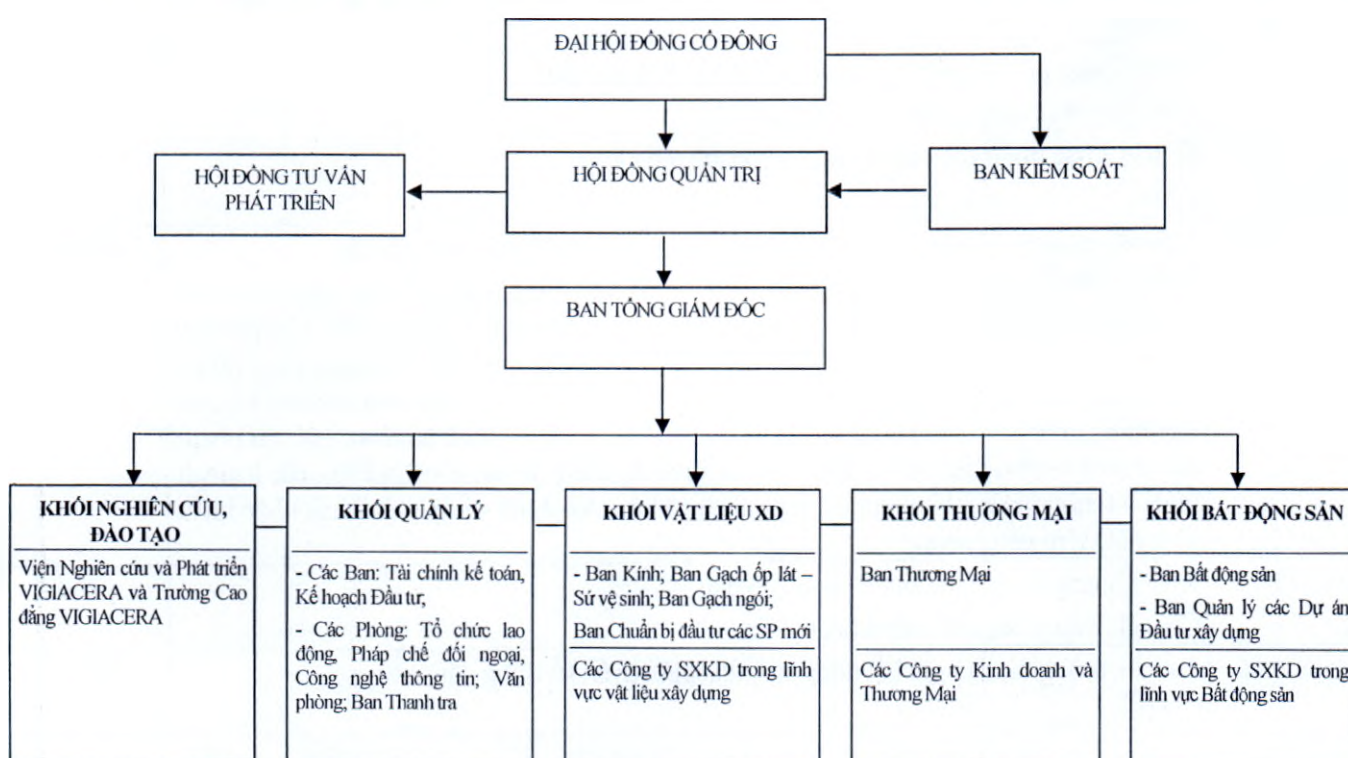 ĐẠI HỘI ĐỒNG CỔ ĐÔNG
HỘI ĐỒNG TƯ VẤN
PHÁT TRIỂN
HỘI ĐỒNG QUẢN TRỊ
BAN KIỂM SOÁT
BAN TỔNG GIÁM ĐỐC
KHỐI NGHIÊN CỨU,
ĐÀO TẠO
Viện Nghiên cứu và Phát triển
VIGIACERA và Trường Cao
đẳng VIGIACERA
KHỐI QUẢN LÝ
- Các Ban: Tài chính kế toán,
Kế hoạch Đầu tư;
- Các Phòng: Tổ chức lao
động, Pháp chế đối ngoại,
Công nghệ thông tin; Văn
phòng; Ban Thanh tra
KHỐI VẬT LIỆU XD
- Ban Kính; Ban Gạch ốp lát –
Sứ vệ sinh; Ban Gạch ngói;
Ban Chuẩn bị đầu tư các SP mới
Các Công ty SXKD trong lĩnh
vực vật liệu xây dựng
KHỐI THƯƠNG MẠI
Ban Thương Mại
Các Công ty Kinh doanh và
Thương Mại
KHỐI BẤT ĐỘNG SẢN
- Ban Bất động sản
- Ban Quản lý các Dự án
Đầu tư xây dựng
Các Công ty SXKD trong
lĩnh vực Bất động sản